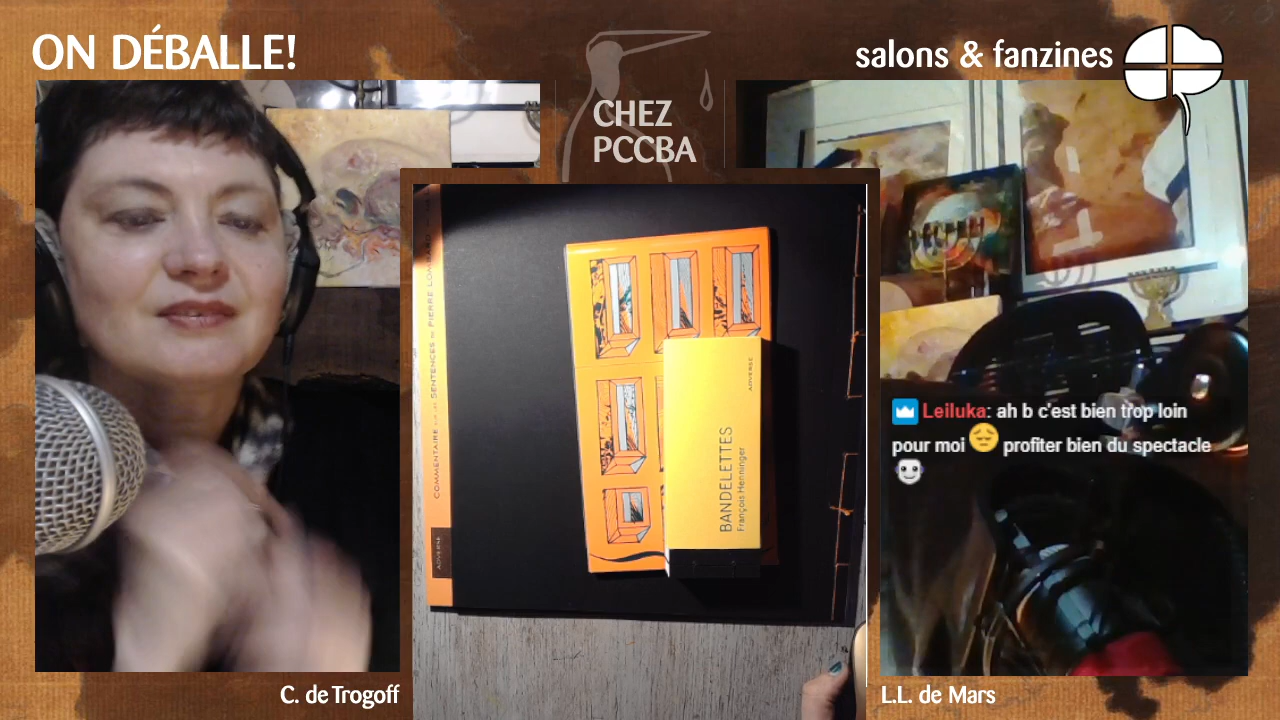 ON DÉBALLE!
salons & fanzines
CHEZ
PCCBA
COMMENTAIRE SUR LES SENTENCES DE PIERRE LOMBARD
ADVERSE
ADVERSE
BANDELETTES
François Henninger
Leiluka: ah b c'est bien trop loin
pour moi 😔 profiter bien du spectacle
C. de Trogoff
L.L. de Mars